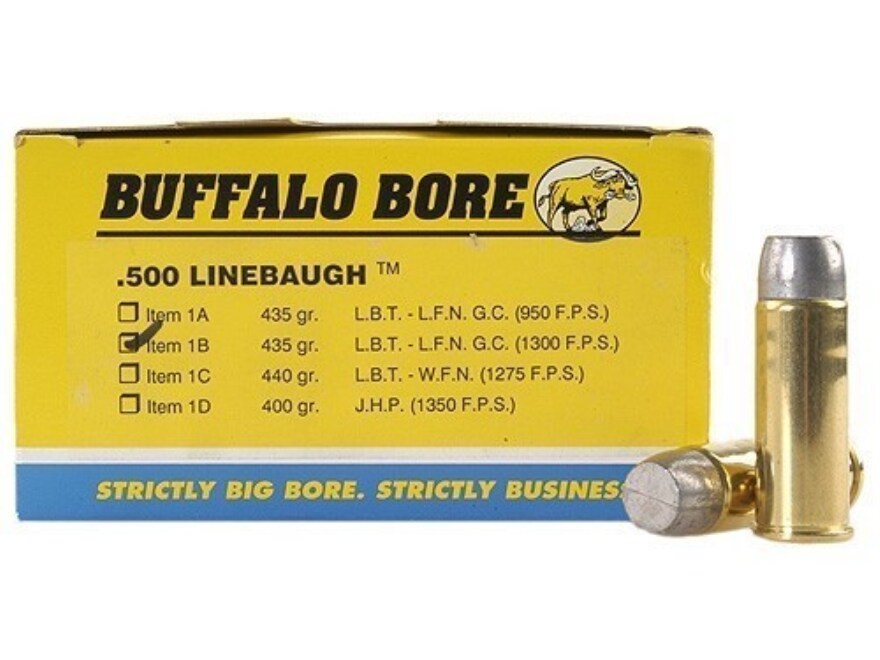 BUFFALO BORE
.500 LINEBAUGH ™
Item 1A 435 gr. L.B.T. - L.F.N. G.C. (950 F.P.S.)
Item 1B 435 gr. L.B.T. - L.F.N. G.C. (1300 F.P.S.)
Item 1C 440 gr. L.B.T. - W.F.N. (1275 F.P.S.)
Item 1D 400 gr. J.H.P. (1350 F.P.S.)
STRICTLY BIG BORE. STRICTLY BUSINES